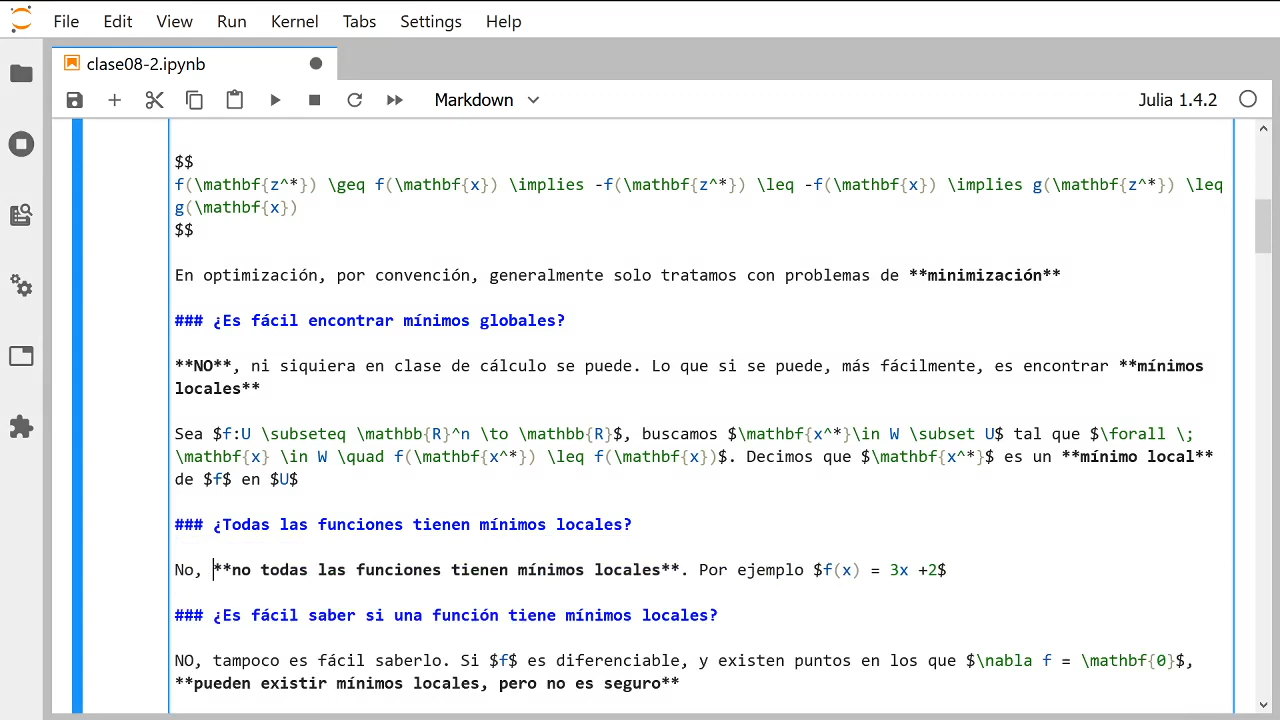 File Edit View Run Kernel Tabs Settings Help
clase08-2.ipynb
Markdown
Julia 1.4.2
$$
f(\mathbf{z^*}) \geq f(\mathbf{x}) \implies -f(\mathbf{z^*}) \leq -f(\mathbf{x}) \implies g(\mathbf{z^*}) \leq
g(\mathbf{x})
$$
En optimización, por convención, generalmente solo tratamos con problemas de **minimización**
### ¿Es fácil encontrar mínimos globales?
**NO**, ni siquiera en clase de cálculo se puede. Lo que si se puede, más fácilmente, es encontrar **mínimos
locales**
Sea $f:U \subseteq \mathbb{R}^n \to \mathbb{R}$, buscamos $\mathbf{x^*}\in W \subset U$ tal que $\forall \;
\mathbf{x} \in W \quad f(\mathbf{x^*}) \leq f(\mathbf{x})$. Decimos que $\mathbf{x^*}$ es un **mínimo local**
de $f$ en $U$
### ¿Todas las funciones tienen mínimos locales?
No, **no todas las funciones tienen mínimos locales**. Por ejemplo $f(x) = 3x +2$
### ¿Es fácil saber si una función tiene mínimos locales?
NO, tampoco es fácil saberlo. Si $f$ es diferenciable, y existen puntos en los que $\nabla f = \mathbf{0}$,
**pueden existir mínimos locales, pero no es seguro**